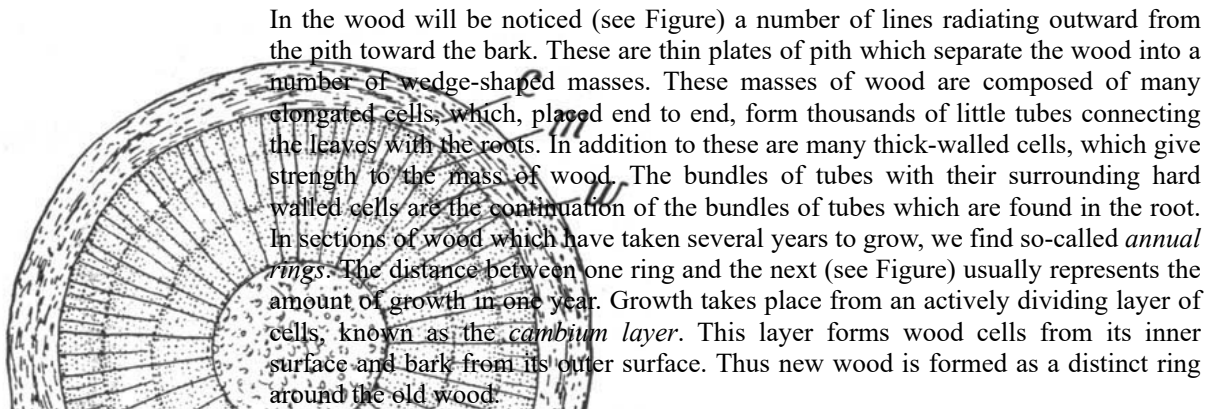 In the wood will be noticed (see Figure) a number of lines radiating outward from
the pith toward the bark. These are thin plates of pith which separate the wood into a
number of wedge-shaped masses. These masses of wood are composed of many
elongated cells, which, placed end to end, form thousands of little tubes connecting
the leaves with the roots. In addition to these are many thick-walled cells, which give
strength to the mass of wood. The bundles of tubes with their surrounding hard
walled cells are the continuation of the bundles of tubes which are found in the root.
In sections of wood which have taken several years to grow, we find so-called annual
rings. The distance between one ring and the next (see Figure) usually represents the
amount of growth in one year. Growth takes place from an actively dividing layer of
cells, known as the cambium layer. This layer forms wood cells from its inner
surface and bark from its outer surface. Thus new wood is formed as a distinct ring
around the old wood.
c
m
w